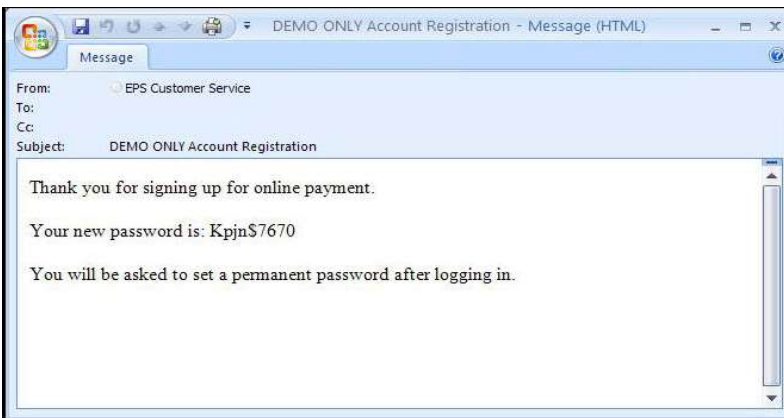 DEMO ONLY Account Registration - Message (HTML)
Message
From: EPS Customer Service
To:
Cc:
Subject: DEMO ONLY Account Registration
Thank you for signing up for online payment.
Your new password is: Kpjn$7670
You will be asked to set a permanent password after logging in.